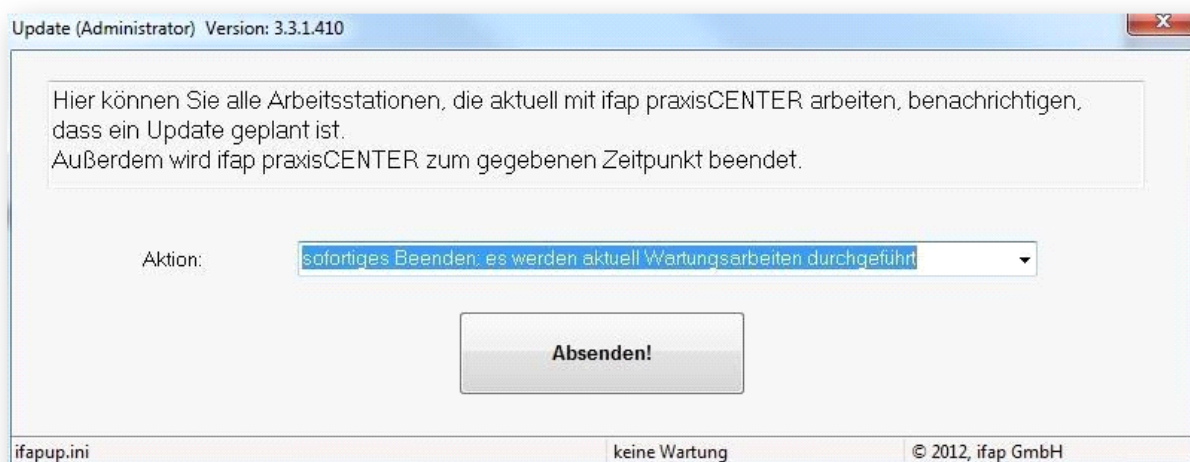 Update (Administrator) Version: 3.3.1.410
x
Hier können Sie alle Arbeitsstationen, die aktuell mit ifap praxisCENTER arbeiten, benachrichtigen,
dass ein Update geplant ist.
Außerdem wird ifap praxisCENTER zum gegebenen Zeitpunkt beendet.
Aktion: sofortiges Beenden; es werden aktuell Wartungsarbeiten durchgeführt
Absenden!
ifapup.ini keine Wartung © 2012, ifap GmbH